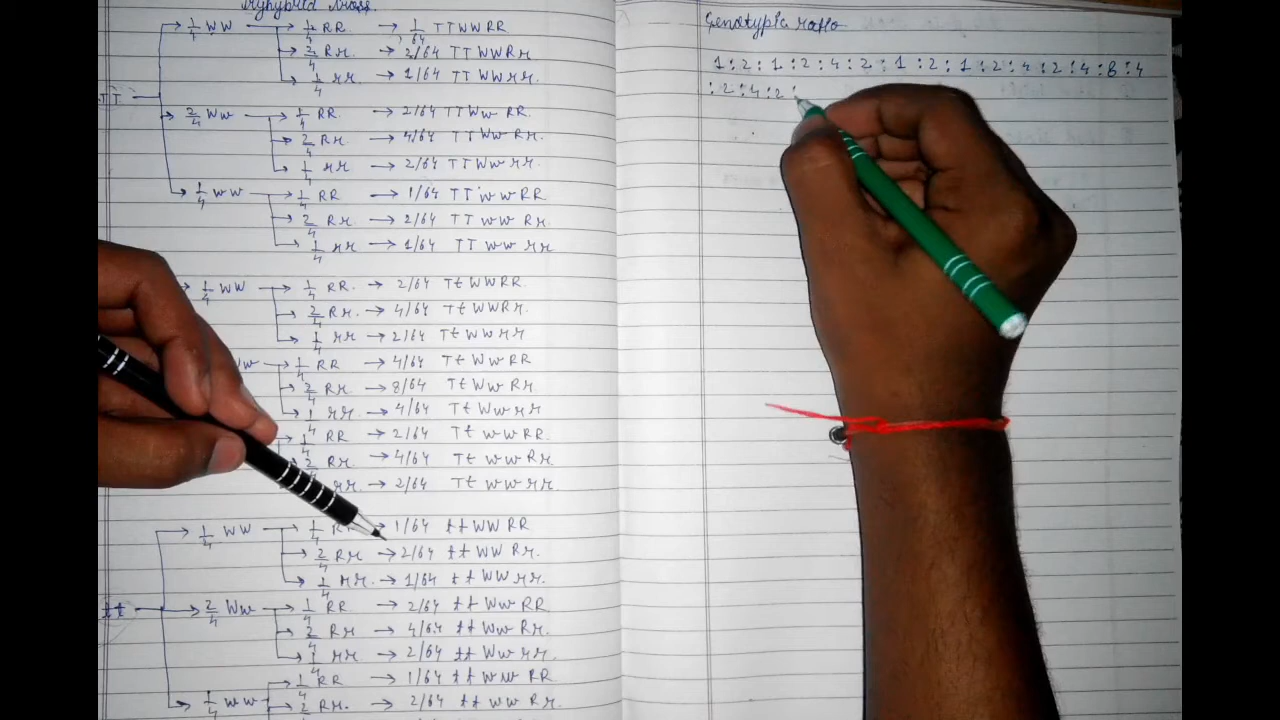 Tryhybrid Cross.
1/4 WW → 1/4 RR → 1/64 TTWWRR
2/4 Rr → 2/64 TTWWRr
1/4 rr → 1/64 TTWWrr
TT
2/4 Ww → 1/4 RR → 2/64 TTWwRR
2/4 Rr → 4/64 TTWwRr.
1/4 rr → 2/64 TTWwrr
1/4 ww → 1/4 RR → 1/64 TTwwRR
2/4 Rr → 2/64 TTwwRr
1/4 rr → 1/64 TTwwrr
1/4 WW → 1/4 RR → 2/64 TtWWRR
2/4 Rr → 4/64 TtWWRr.
1/4 rr → 2/64 TtWWrr
1/4 RR → 4/64 TtWwRR
2/4 Rr → 8/64 TtWwRr
1/4 rr → 4/64 TtWwrr
1/4 RR → 2/64 TtwwRR.
2/4 Rr → 4/64 TtwwRr
rr → 2/64 Ttwwrr
1/4 WW → 1/4 → 1/64 ttWWRR
2/4 Rr → 2/64 ttWWRr.
1/4 rr. → 1/64 ttWWrr.
tt → 2/4 Ww → 1/4 RR → 2/64 ttWwRR
2/4 Rr → 4/64 ttWwRr.
1/4 rr → 2/64 ttWwrr.
1/4 RR → 1/64 ttwwRR
1/4 ww 2/4 Rr. → 2/64 ttwwRr.
Genotypic ratio
1:2:1:2:4:2:1:2:1:2:4:2:4:8:4
:2:4:2: